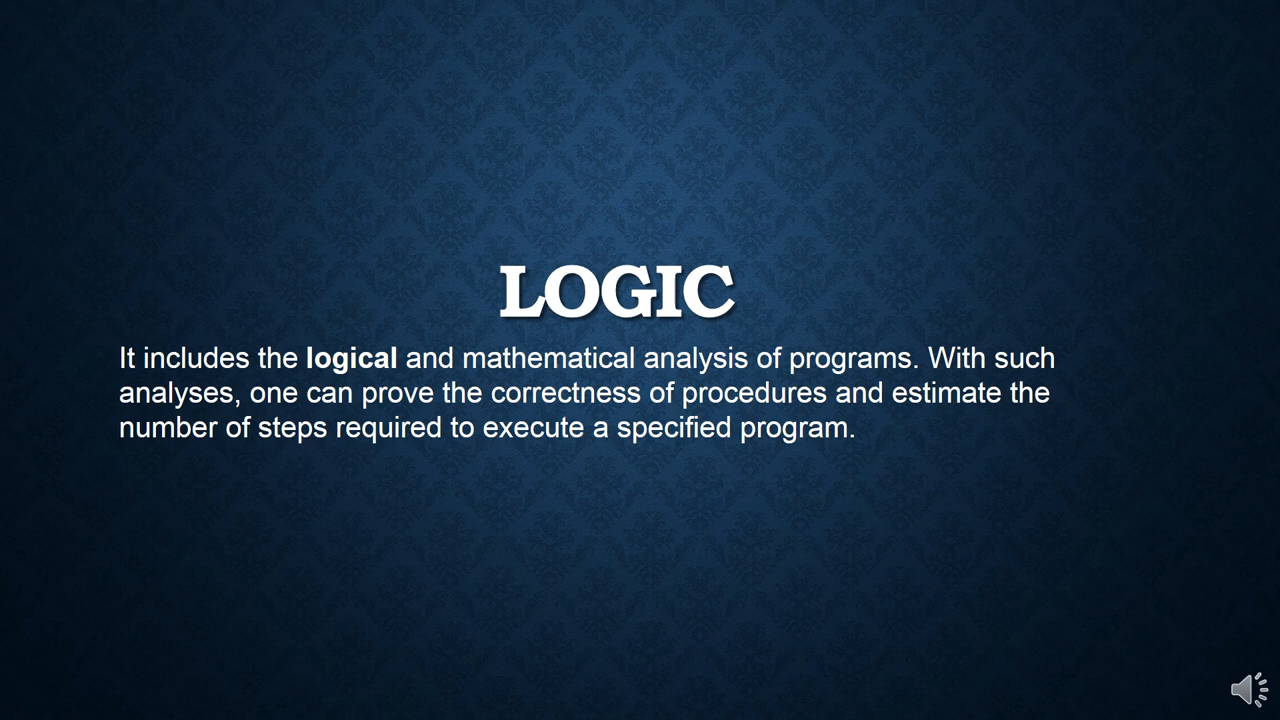 LOGIC
It includes the logical and mathematical analysis of programs. With such
analyses, one can prove the correctness of procedures and estimate the
number of steps required to execute a specified program.